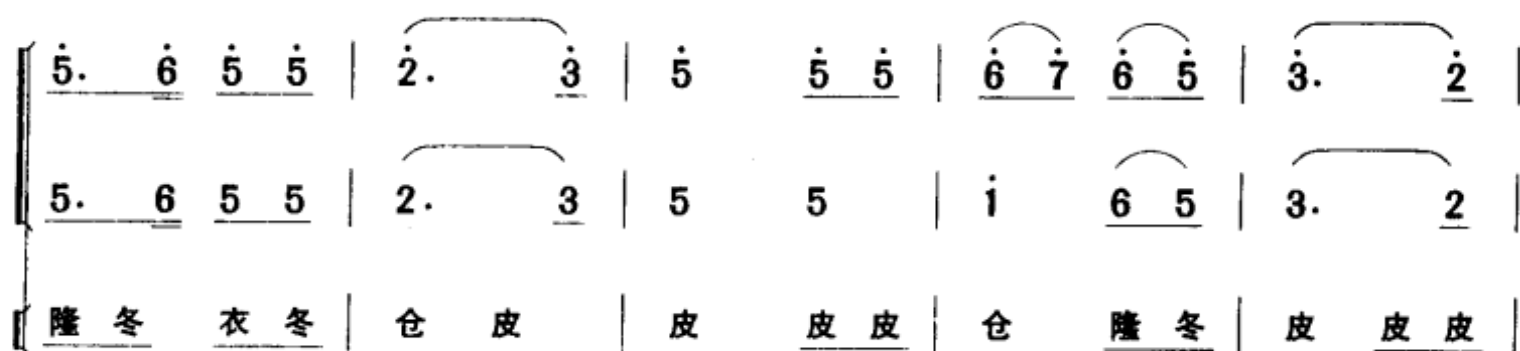 5. 6 5 5 | 2. 3 | 5 5 5 | 6 7 6 5 | 3. 2 |
5. 6 5 5 | 2. 3 | 5 5 | i 6 5 | 3. 2 |
隆 冬 衣 冬 | 仓 皮 | 皮 皮 皮 | 仓 隆 冬 | 皮 皮 皮 |